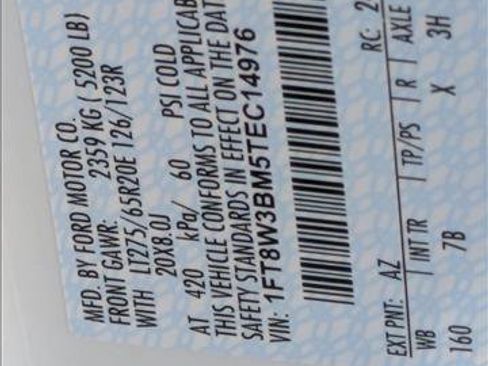 MFD. BY FORD MOTOR CO.
FRONT GAWR: 2359 KG ( 5200 LB)
WITH LT275/65R20E 126/123R
20X8.0J
AT 420 kPa/ 60 PSI COLD
THIS VEHICLE CONFORMS TO ALL
SAFETY STANDARDS IN EFFECT ON THE
VIN: 1FT8W3BM5TEC14976
EXT PNT: AZ RC: 2
WB INT TR TP/PS R AXLE
160 7B X 3H